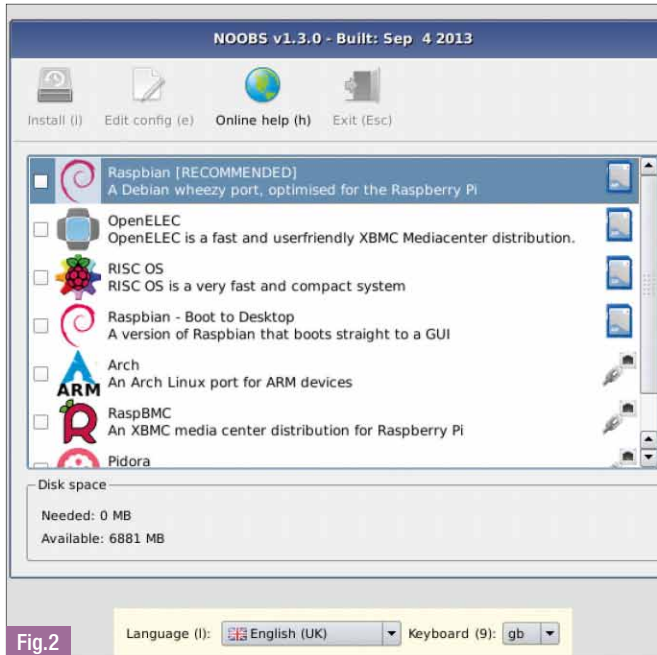 NOOBS v1.3.0 - Built: Sep 4 2013
Install (i)
Edit config (e)
Online help (h)
Exit (Esc)
Raspbian [RECOMMENDED]
A Debian wheezy port, optimised for the Raspberry Pi
OpenELEC
OpenELEC is a fast and userfriendly XBMC Mediacenter distribution.
RISC OS
RISC OS is a very fast and compact system
Raspbian - Boot to Desktop
A version of Raspbian that boots straight to a GUI
ARM
Arch
An Arch Linux port for ARM devices
RaspBMC
An XBMC media center distribution for Raspberry Pi
Pidora
Disk space
Needed: 0 MB
Available: 6881 MB
Language (l): English (UK) Keyboard (9): gb
Fig.2